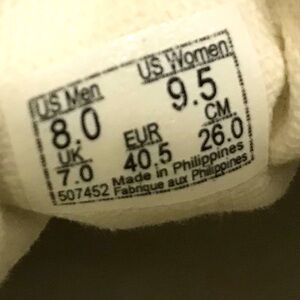 US Men US Women
8.0 9.5
UK EUR CM.
7.0 40.5 26.0
Made in Philippines
507452 Fabrique aux Philippines